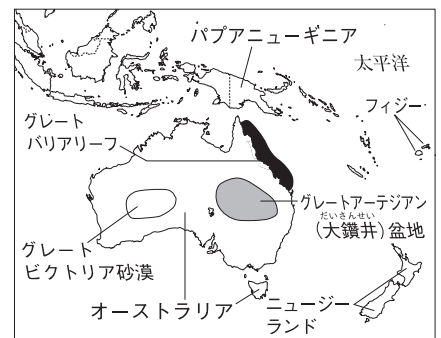 パプアニューギニア
太平洋
フィジー
グレート
バリアリーフ
グレートアーテジアン
だいさんせい
(大鑽井)盆地
グレート
ビクトリア砂漠
オーストラリア
ニュージー
ランド